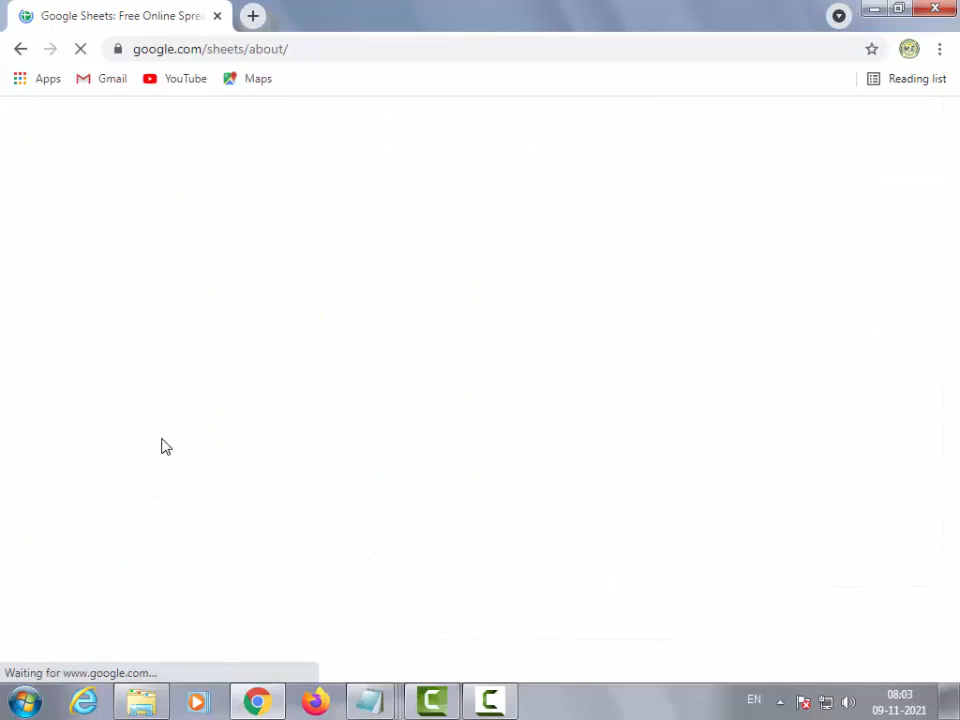 Google Sheets: Free Online Sprea
google.com/sheets/about/
Apps
Gmail
YouTube
Maps
Reading list
Waiting for www.google.com...
EN
08:03
09-11-2021